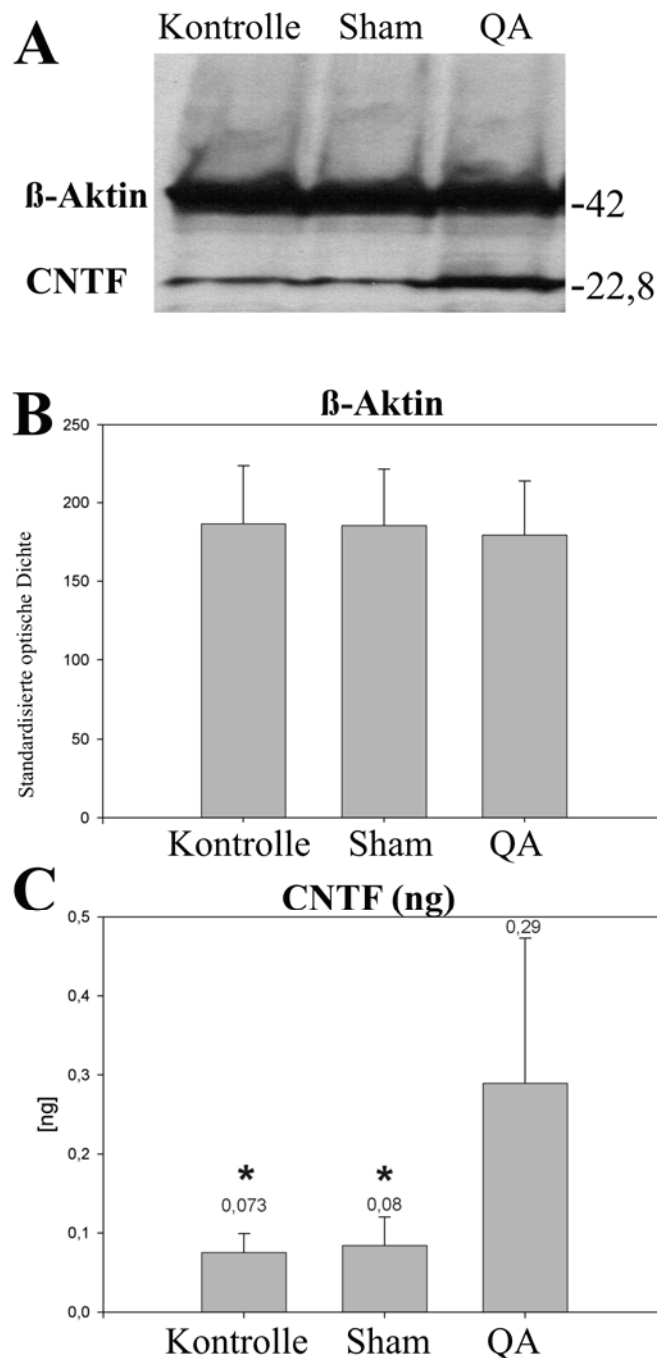 A
Kontrolle Sham QA
ß-Aktin
-42
CNTF
-22,8
B
ß-Aktin
Standardisierte optische Dichte
250
200
150
100
50
0
Kontrolle Sham QA
C
CNTF (ng)
[ng]
0,5
0,4
0,3
0,2
0,1
0,0
0,29
* *
0,073 0,08
Kontrolle Sham QA